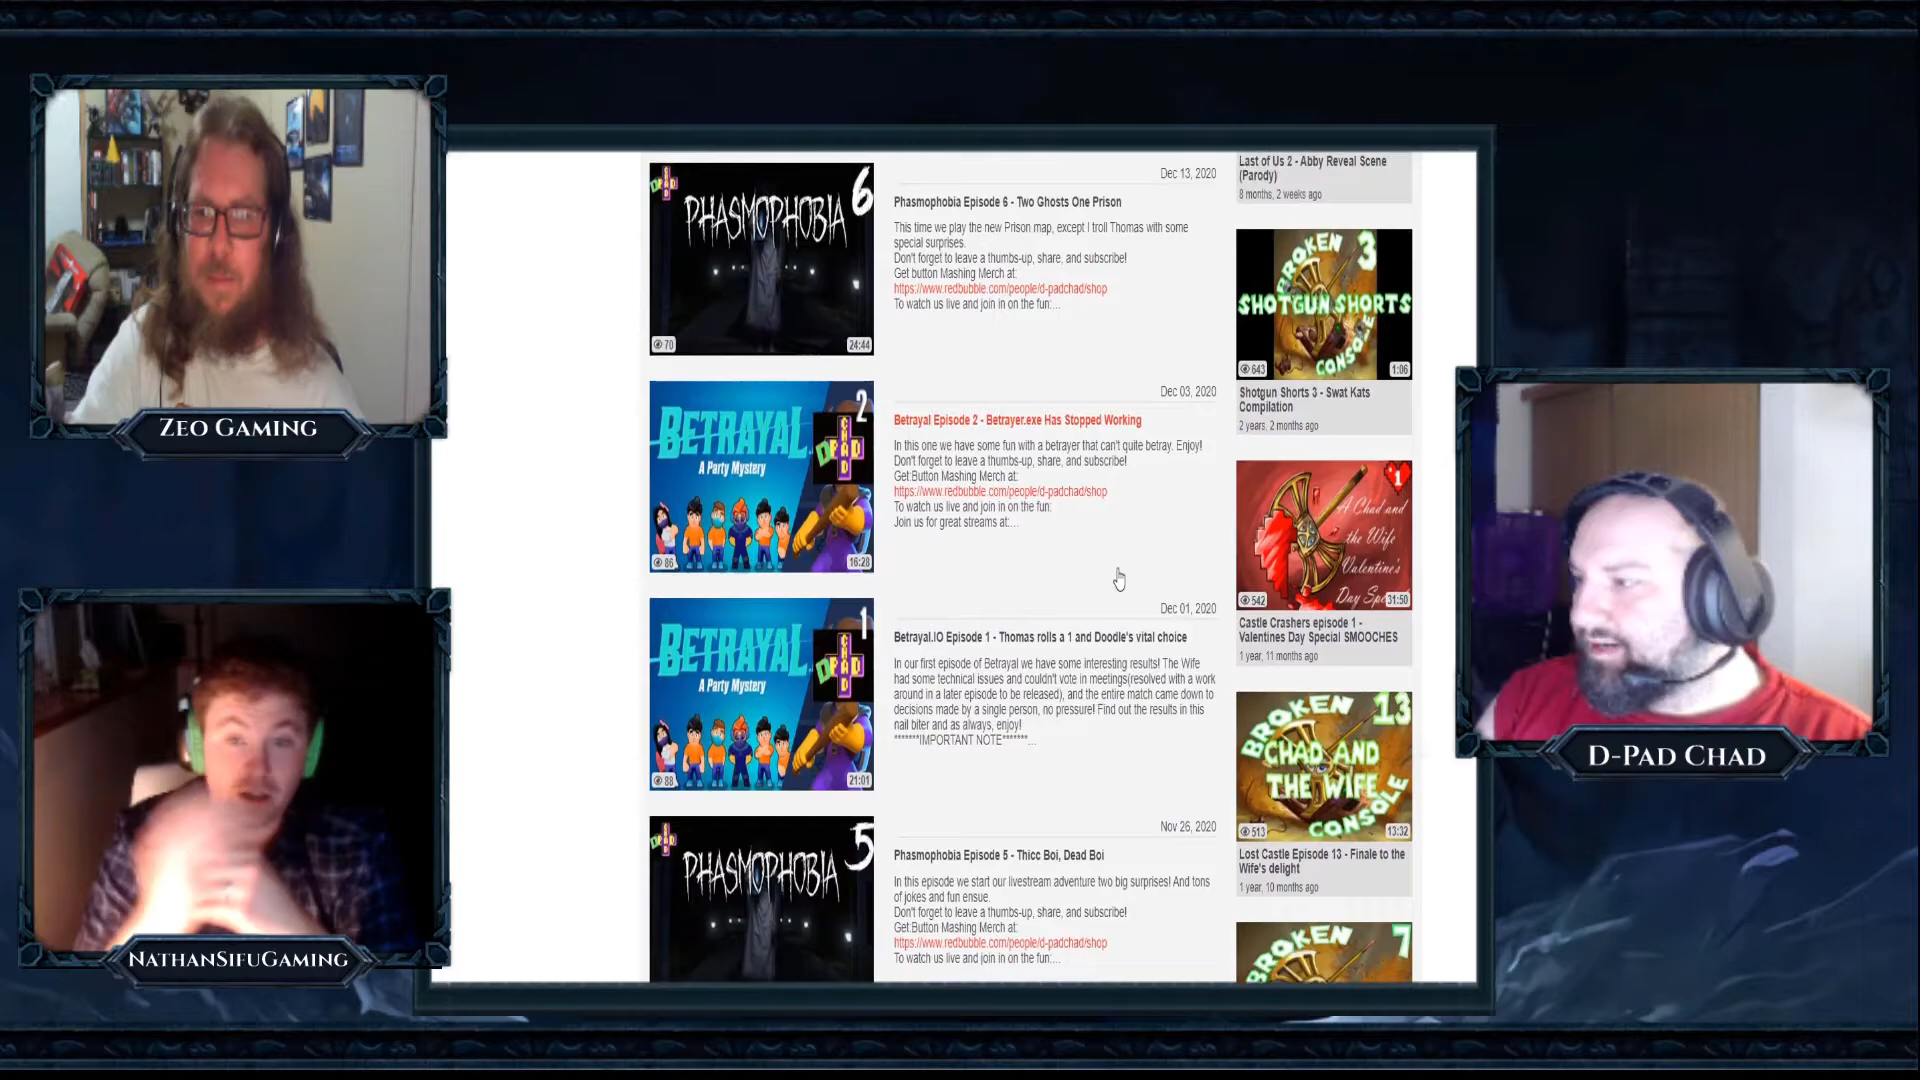 ZEO GAMING
NATHANSIFUGAMING
D-PAD CHAD
D PAD
CHAD
PHASMOPHOBIA
6
70
24:44
Dec 13, 2020
Phasmophobia Episode 6 - Two Ghosts One Prison
This time we play the new Prison map, except I troll Thomas with some
special surprises.
Don't forget to leave a thumbs-up, share, and subscribe!
Get button Mashing Merch at:
https://www.redbubble.com/people/d-padchad/shop
To watch us live and join in on the fun:...
BETRAYAL
A Party Mystery
2
D PAD
CHAD
86
16:28
Dec 03, 2020
Betrayal Episode 2 - Betrayer.exe Has Stopped Working
In this one we have some fun with a betrayer that can't quite betray. Enjoy!
Don't forget to leave a thumbs-up, share, and subscribe!
Get Button Mashing Merch at:
https://www.redbubble.com/people/d-padchad/shop
To watch us live and join in on the fun:
Join us for great streams at:...
BETRAYAL
A Party Mystery
1
D PAD
CHAD
88
21:01
Dec 01, 2020
Betrayal.IO Episode 1 - Thomas rolls a 1 and Doodle's vital choice
In our first episode of Betrayal we have some interesting results! The Wife
had some technical issues and couldn't vote in meetings(resolved with a work
around in a later episode to be released), and the entire match came down to
decisions made by a single person, no pressure! Find out the results in this
nail biter and as always, enjoy!
*******IMPORTANT NOTE*******...
D PAD
CHAD
PHASMOPHOBIA
5
Nov 26, 2020
Phasmophobia Episode 5 - Thicc Boi, Dead Boi
In this episode we start our livestream adventure two big surprises! And tons
of jokes and fun ensue.
Don't forget to leave a thumbs-up, share, and subscribe!
Get Button Mashing Merch at:
https://www.redbubble.com/people/d-padchad/shop
To watch us live and join in on the fun:...
Last of Us 2 - Abby Reveal Scene
(Parody)
8 months, 2 weeks ago
BROKEN
3
SHOTGUN SHORTS
CONSOLE
643
1:06
Shotgun Shorts 3 - Swat Kats
Compilation
2 years, 2 months ago
1
A Chad and
the Wife
Valentine's
Day Spe
542
31:50
Castle Crashers episode 1 -
Valentines Day Special SMOOCHES
1 year, 11 months ago
BROKEN
13
CHAD AND
THE WIFE
CONSOLE
513
13:32
Lost Castle Episode 13 - Finale to the
Wife's delight
1 year, 10 months ago
BROKEN
7